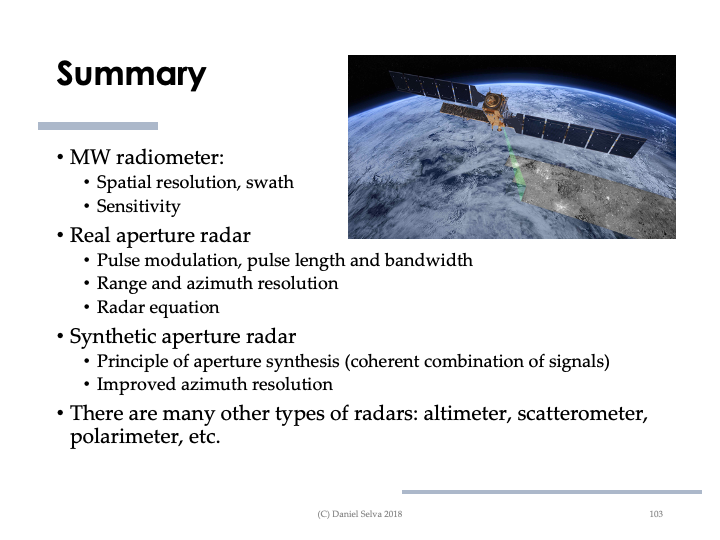 Summary
• MW radiometer:
• Spatial resolution, swath
• Sensitivity
• Real aperture radar
• Pulse modulation, pulse length and bandwidth
• Range and azimuth resolution
• Radar equation
• Synthetic aperture radar
• Principle of aperture synthesis (coherent combination of signals)
• Improved azimuth resolution
• There are many other types of radars: altimeter, scatterometer,
polarimeter, etc.
(C) Daniel Selva 2018
103